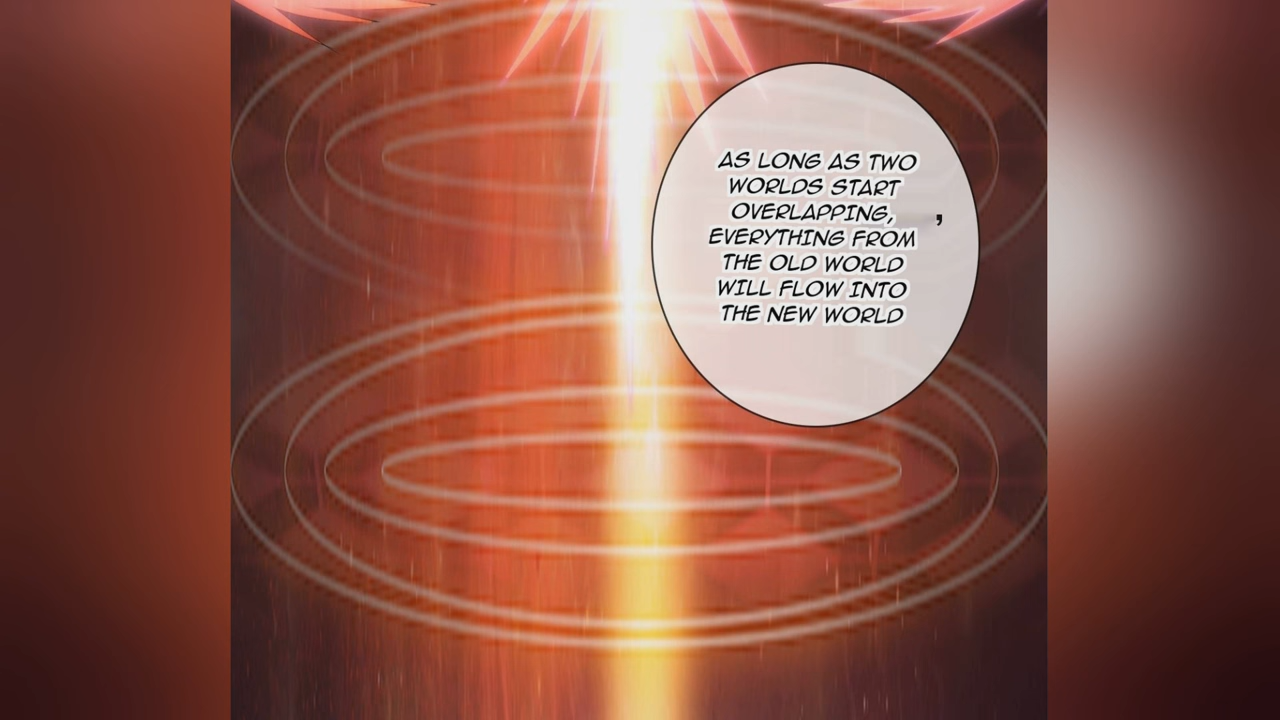 AS LONG AS TWO
WORLDS START
OVERLAPPING, ,
EVERYTHING FROM
THE OLD WORLD
WILL FLOW INTO
THE NEW WORLD